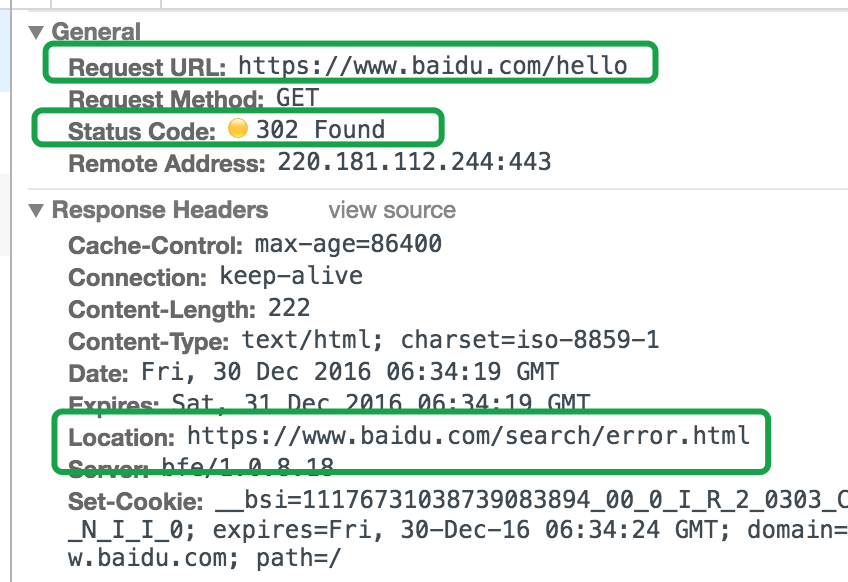 General
Request URL: https://www.baidu.com/hello
Request Method: GET
Status Code: 302 Found
Remote Address: 220.181.112.244:443
Response Headers view source
Cache-Control: max-age=86400
Connection: keep-alive
Content-Length: 222
Content-Type: text/html; charset=iso-8859-1
Date: Fri, 30 Dec 2016 06:34:19 GMT
Expires: Sat, 31 Dec 2016 06:34:19 GMT
Location: https://www.baidu.com/search/error.html
Server: bfe/1.0.8.18
Set-Cookie: __bsi=11176731038739083894_00_0_I_R_2_0303_C
_N_I_I_0; expires=Fri, 30-Dec-16 06:34:24 GMT; domain=
w.baidu.com; path=/